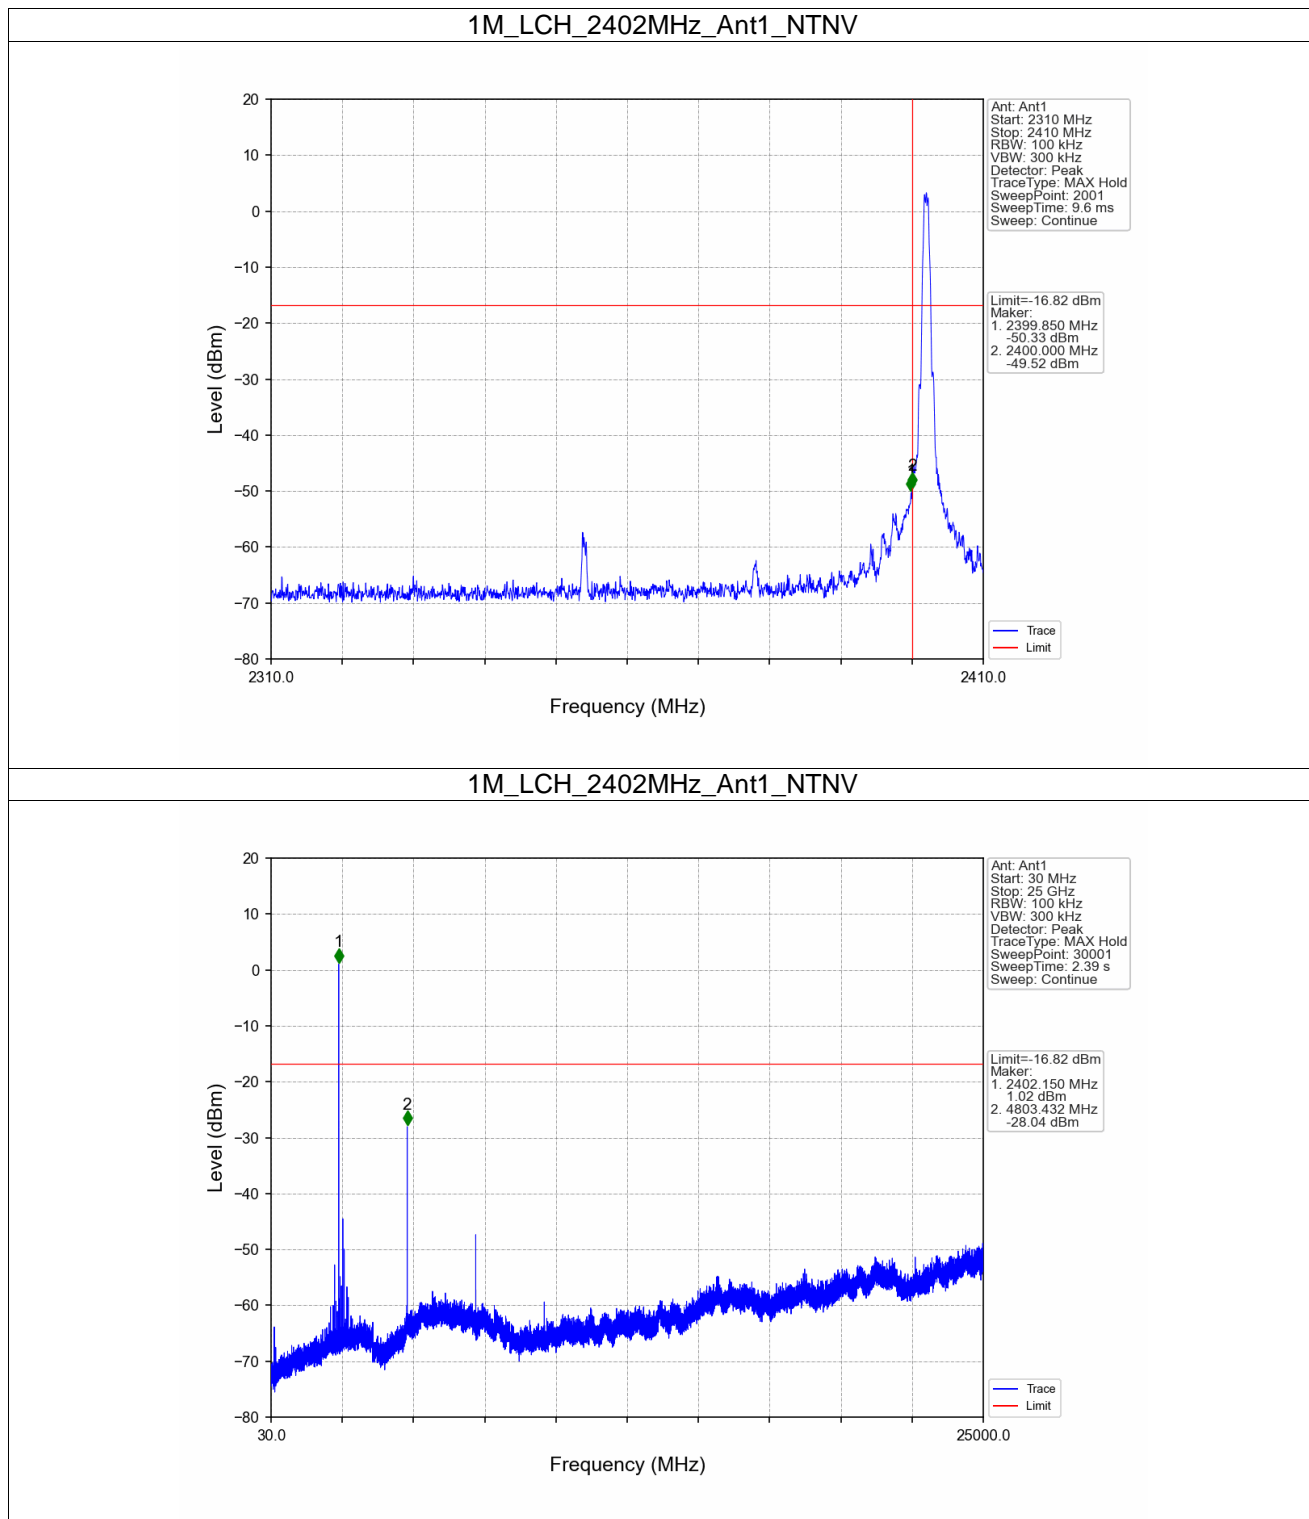 1M_LCH_2402MHz_Ant1_NTNV
20
10
0
−10
−20
−30
−40
−50
−60
−70
−80
Level (dBm)
2310.0
2410.0
Frequency (MHz)
2
Ant: Ant1
Start: 2310 MHz
Stop: 2410 MHz
RBW: 100 kHz
VBW: 300 kHz
Detector: Peak
TraceType: MAX Hold
SweepPoint: 2001
SweepTime: 9.6 ms
Sweep: Continue
Limit=-16.82 dBm
Maker:
1. 2399.850 MHz
-50.33 dBm
2. 2400.000 MHz
-49.52 dBm
Trace
Limit
1M_LCH_2402MHz_Ant1_NTNV
20
10
0
−10
−20
−30
−40
−50
−60
−70
−80
Level (dBm)
30.0
25000.0
Frequency (MHz)
1
2
Ant: Ant1
Start: 30 MHz
Stop: 25 GHz
RBW: 100 kHz
VBW: 300 kHz
Detector: Peak
TraceType: MAX Hold
SweepPoint: 30001
SweepTime: 2.39 s
Sweep: Continue
Limit=-16.82 dBm
Maker:
1. 2402.150 MHz
1.02 dBm
2. 4803.432 MHz
-28.04 dBm
Trace
Limit